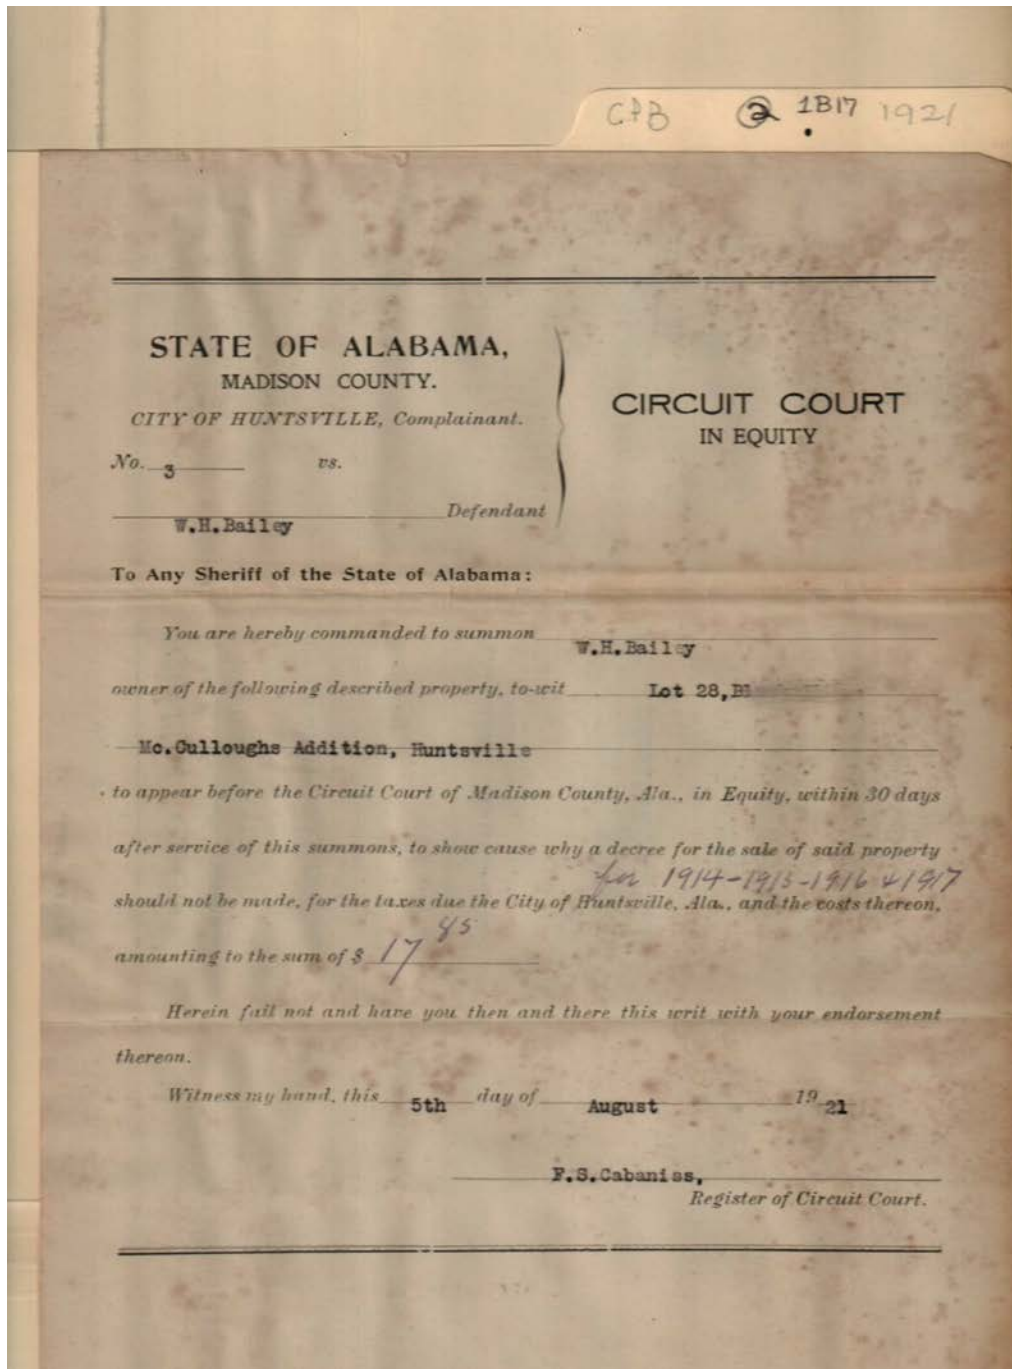 CPB 2 1B17 1921
STATE OF ALABAMA,
MADISON COUNTY.
CITY OF HUNTSVILLE, Complainant.
No. 3 vs.
W.H.Bailey Defendant
CIRCUIT COURT
IN EQUITY
To Any Sheriff of the State of Alabama:
You are hereby commanded to summon W.H.Bailey
owner of the following described property, to-wit Lot 28,
Mc.Culloughs Addition, Huntsville
to appear before the Circuit Court of Madison County, Ala., in Equity, within 30 days
after service of this summons, to show cause why a decree for the sale of said property
for 1914-1915-1916 & 1917
should not be made, for the taxes due the City of Huntsville, Ala., and the costs thereon,
amounting to the sum of $ 17 85
Herein fail not and have you then and there this writ with your endorsement
thereon.
Witness my hand, this 5th day of August 19 21
F.S.Cabaniss,
Register of Circuit Court.